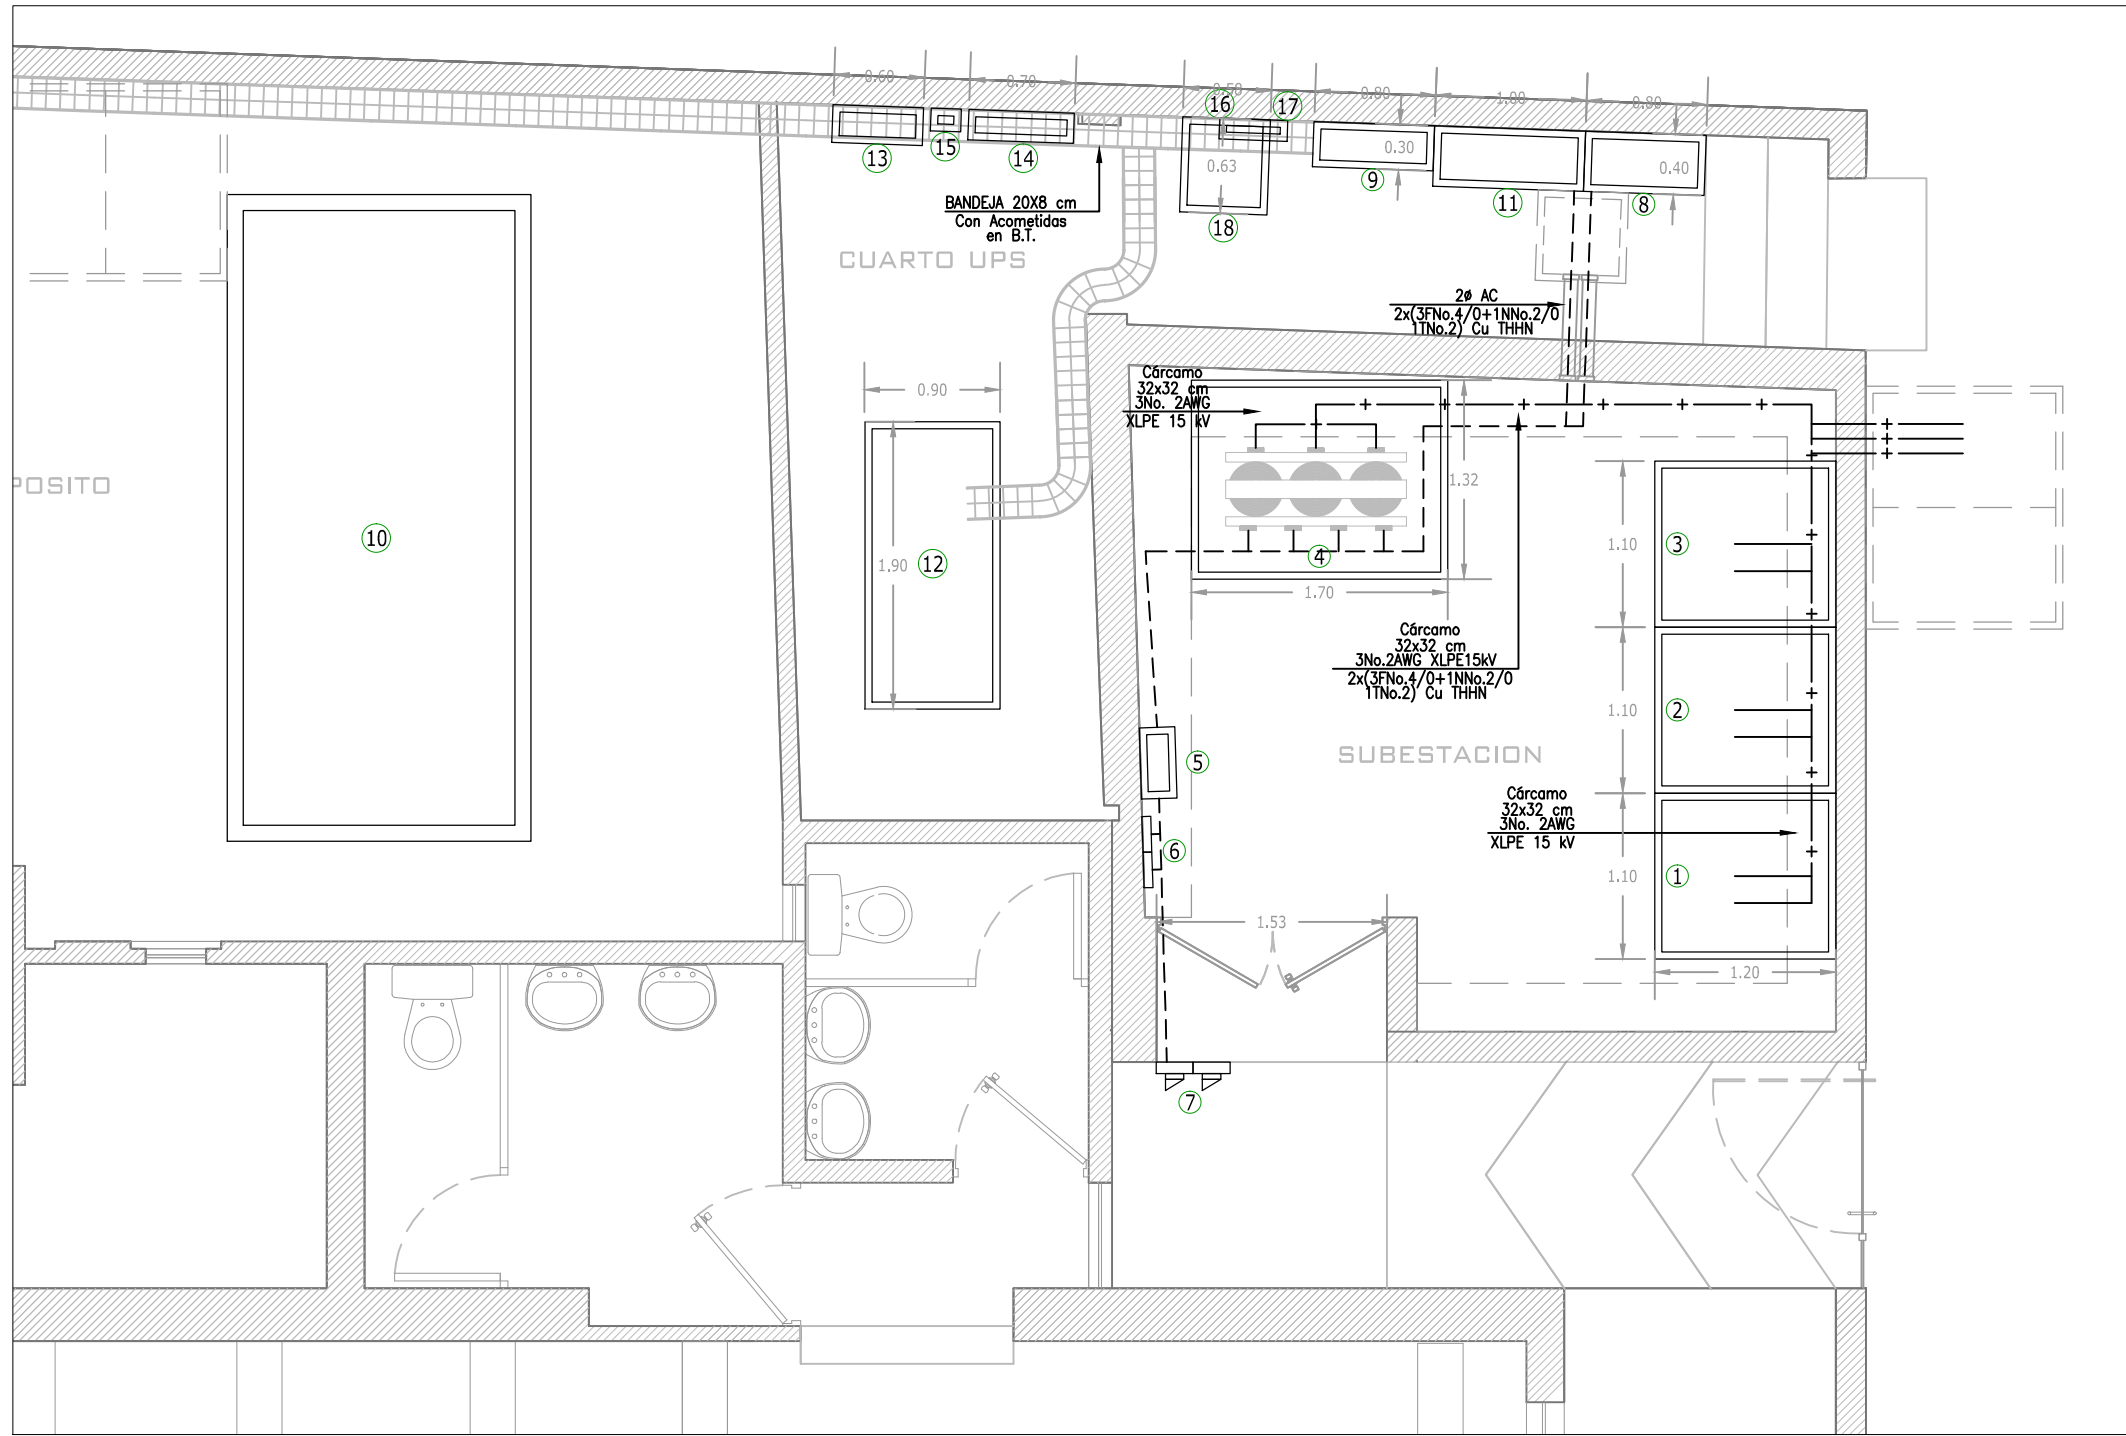 0.60
0.70
0.50
0.80
1.00
0.80
16
17
13
15
14
0.63
9
0.30
11
0.40
8
18
BANDEJA 20X8 cm
Con Acometidas
en B.T.
CUARTO UPS
2ø AC
2x(3FNo.4/0+1NNo.2/0
1TNo.2) Cu THHN
Cárcamo
32x32 cm
3No. 2AWG
XLPE 15 kV
0.90
1.90
12
10
POSITO
1.32
4
1.70
1.10
3
Cárcamo
32x32 cm
3No.2AWG XLPE15kV
2x(3FNo.4/0+1NNo.2/0
1TNo.2) Cu THHN
1.10
2
SUBESTACION
5
Cárcamo
32x32 cm
3No. 2AWG
XLPE 15 kV
6
1.10
1
1.53
1.20
7